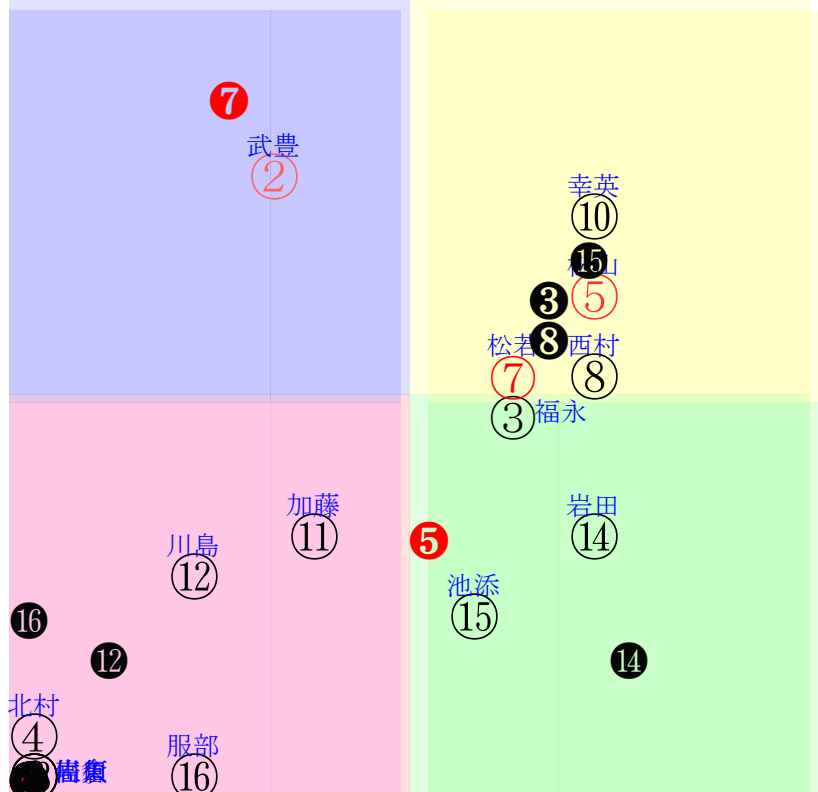 ❼
武豊
②
幸英
⑩
⓯
⑤
❸
❽
松若
西村
⑦
⑧
③
福永
加藤
岩田
⑪
⑭
❺
川島
⑫
池添
⑮
⓰
⓬
⓮
北村
④
服部
⑯